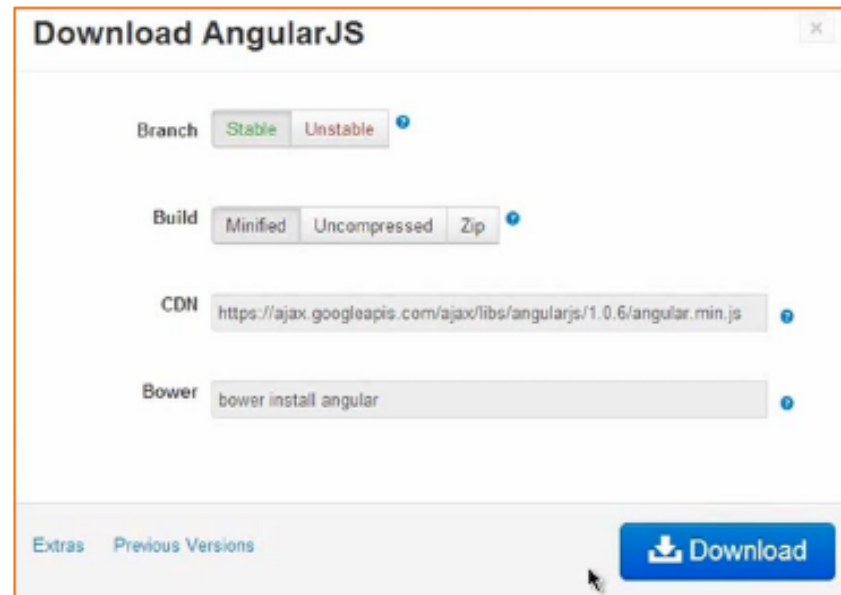 Download AngularJS
×
Branch Stable Unstable ?
Build Minified Uncompressed Zip ?
CDN https://ajax.googleapis.com/ajax/libs/angularjs/1.0.6/angular.min.js ?
Bower bower install angular ?
Extras Previous Versions Download